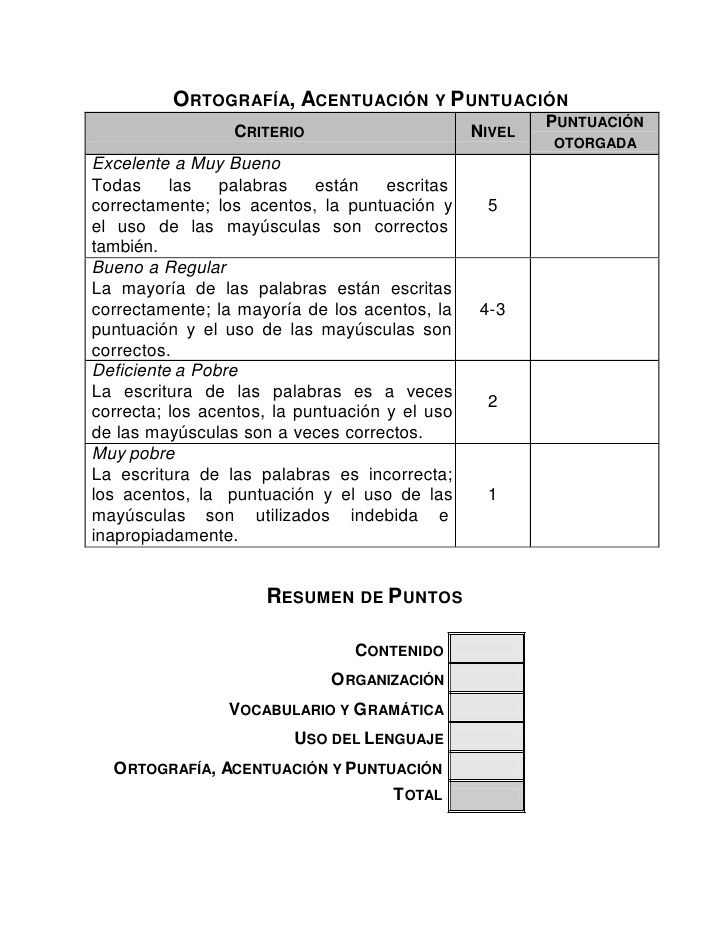 ORTOGRAFÍA, ACENTUACIÓN Y PUNTUACIÓN
CRITERIO NIVEL PUNTUACIÓN OTORGADA
Excelente a Muy Bueno
Todas las palabras están escritas
correctamente; los acentos, la puntuación y
el uso de las mayúsculas son correctos
también.
5
Bueno a Regular
La mayoría de las palabras están escritas
correctamente; la mayoría de los acentos, la
puntuación y el uso de las mayúsculas son
correctos.
4-3
Deficiente a Pobre
La escritura de las palabras es a veces
correcta; los acentos, la puntuación y el uso
de las mayúsculas son a veces correctos.
2
Muy pobre
La escritura de las palabras es incorrecta;
los acentos, la puntuación y el uso de las
mayúsculas son utilizados indebida e
inapropiadamente.
1
RESUMEN DE PUNTOS
CONTENIDO
ORGANIZACIÓN
VOCABULARIO Y GRAMÁTICA
USO DEL LENGUAJE
ORTOGRAFÍA, ACENTUACIÓN Y PUNTUACIÓN
TOTAL